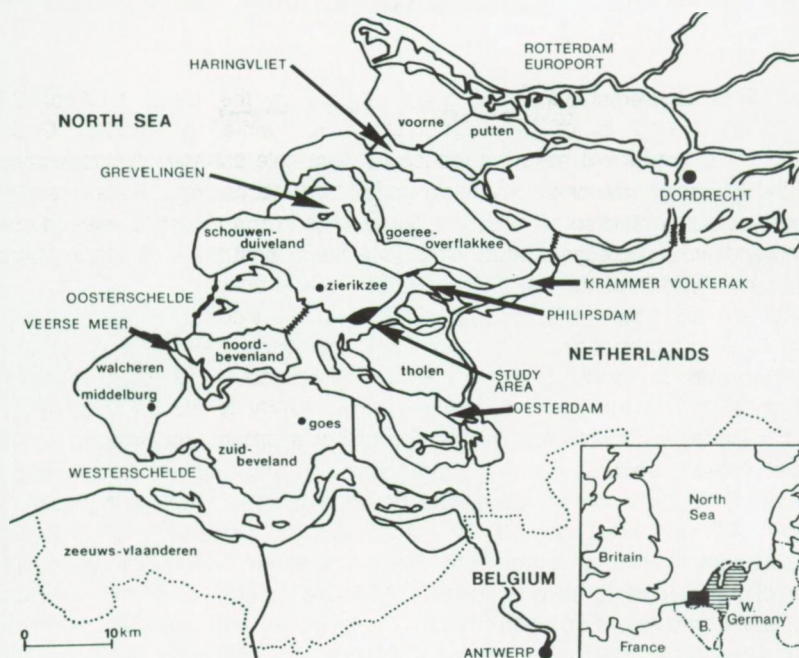 ROTTERDAM
EUROPORT
HARINGVLIET
NORTH SEA
voorne
putten
GREVELINGEN
DORDRECHT
schouwen-
duiveland
goeree-
overflakkee
zierikzee
KRAMMER VOLKERAK
OOSTERSCHELDE
PHILIPSDAM
VEERSE MEER
noord-
bevenland
NETHERLANDS
walcheren
tholen
STUDY
AREA
middelburg
OESTERDAM
goes
zuid-
beveland
WESTERSCHELDE
zeeuws-vlaanderen
BELGIUM
ANTWERP
0 10km
North
Sea
Britain
W.
Germany
B.
France